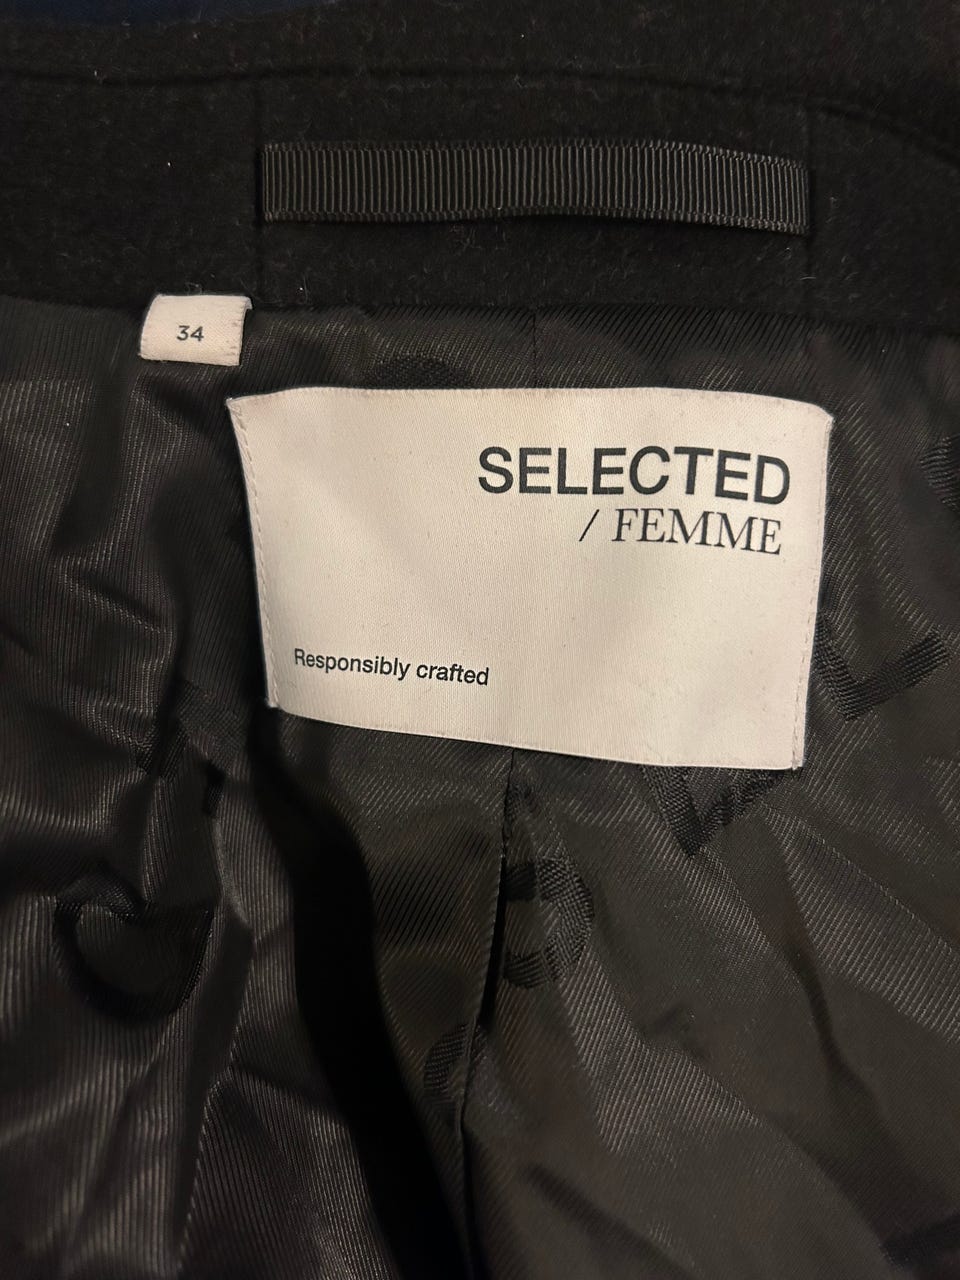 34
SELECTED
/ FEMME
Responsibly crafted